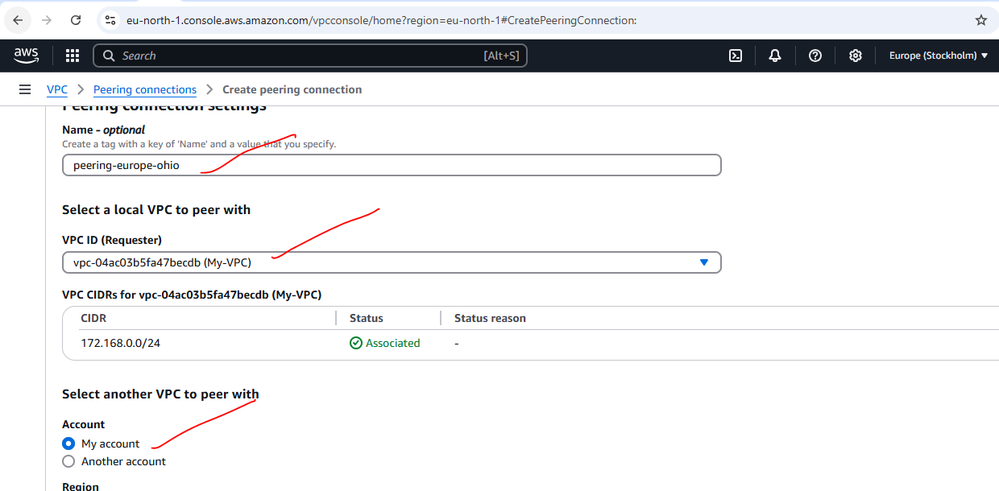 eu-north-1.console.aws.amazon.com/vpcconsole/home?region=eu-north-1#CreatePeeringConnection:
aws Search [Alt+S] Europe (Stockholm)
VPC Peering connections Create peering connection
Peering connection settings
Name - optional
Create a tag with a key of 'Name' and a value that you specify.
peering-europe-ohio
Select a local VPC to peer with
VPC ID (Requester)
vpc-04ac03b5fa47becdb (My-VPC)
VPC CIDRs for vpc-04ac03b5fa47becdb (My-VPC)
CIDR Status Status reason
172.168.0.0/24 Associated -
Select another VPC to peer with
Account
My account
Another account
Region